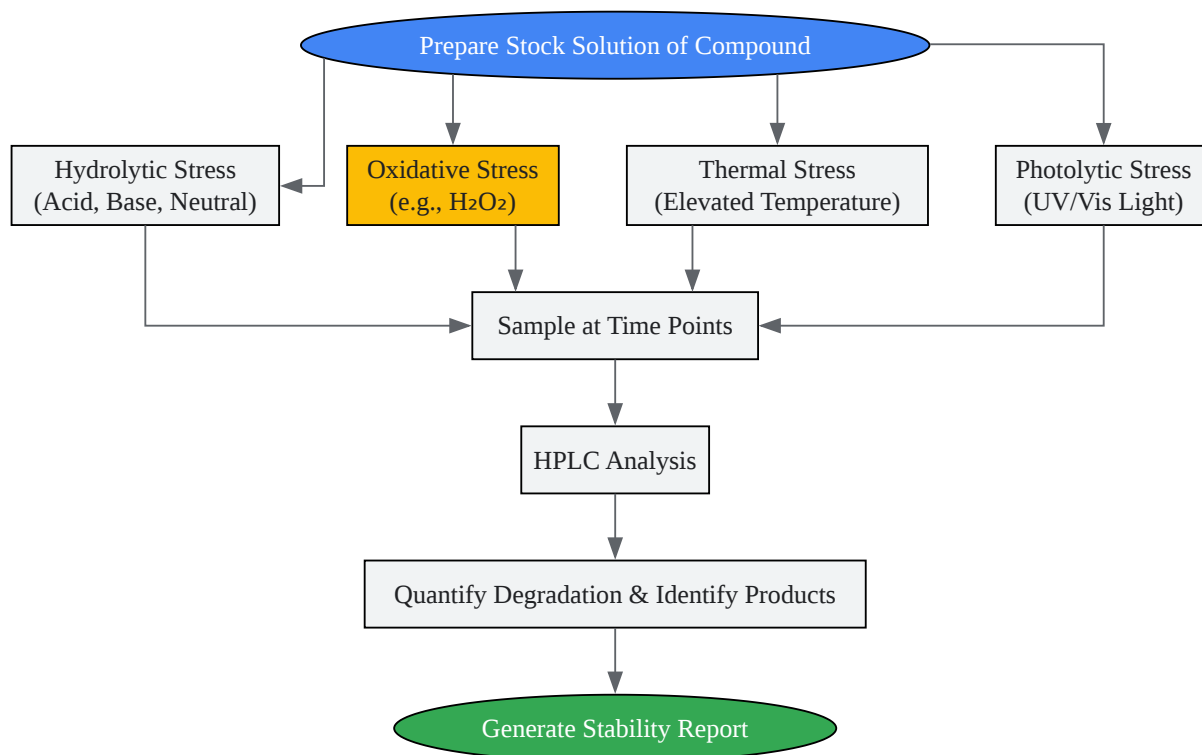 Prepare Stock Solution of Compound
Hydrolytic Stress
(Acid, Base, Neutral)
Oxidative Stress
(e.g., H₂O₂)
Thermal Stress
(Elevated Temperature)
Photolytic Stress
(UV/Vis Light)
Sample at Time Points
HPLC Analysis
Quantify Degradation & Identify Products
Generate Stability Report